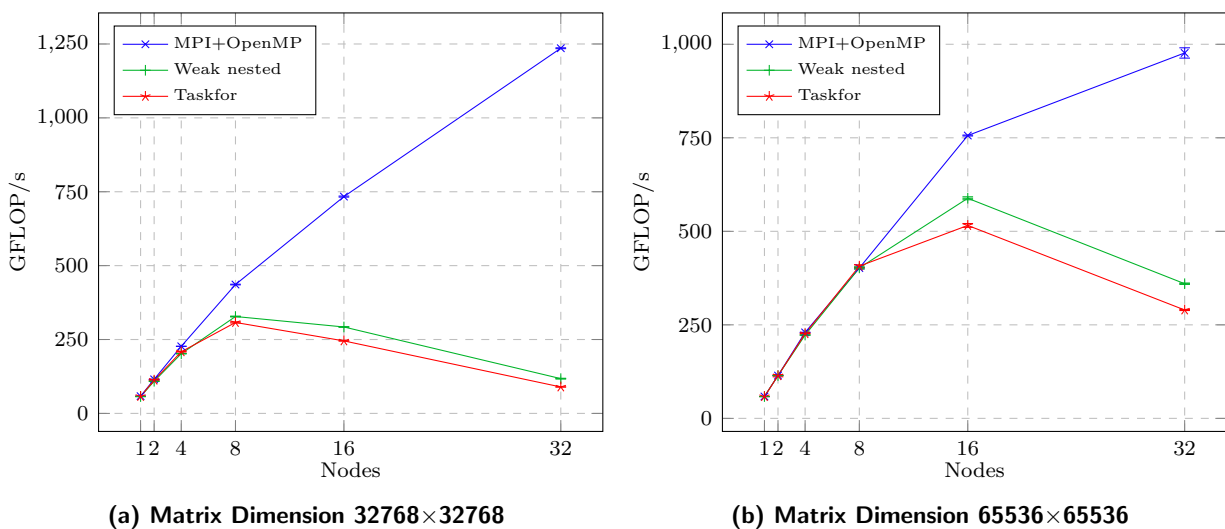 MPI+OpenMP
Weak nested
Taskfor
1,250
1,000
750
500
250
0
GFLOP/s
1 2 4 8 16 32
Nodes
(a) Matrix Dimension 32768×32768
MPI+OpenMP
Weak nested
Taskfor
1,000
750
500
250
0
GFLOP/s
1 2 4 8 16 32
Nodes
(b) Matrix Dimension 65536×65536